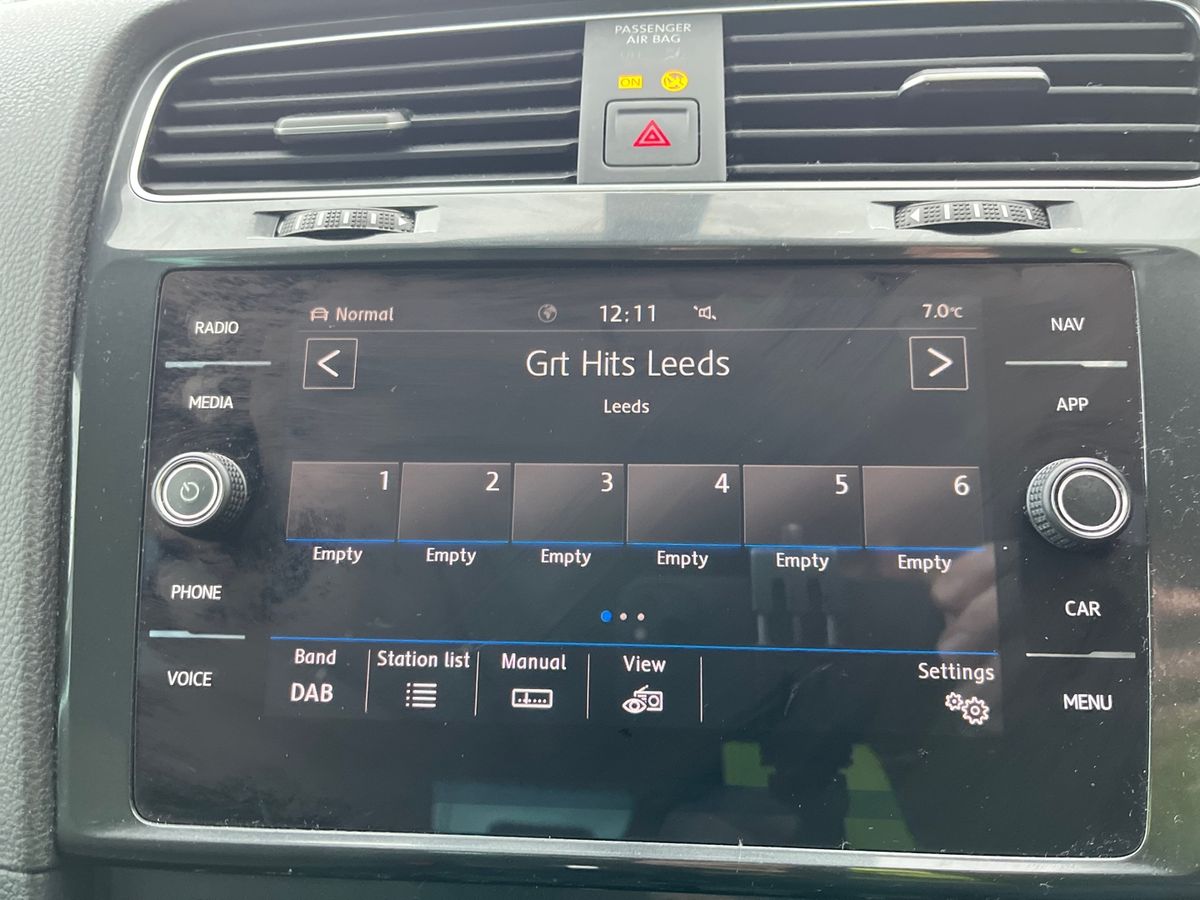 PASSENGER
AIR BAG
ON
RADIO
MEDIA
PHONE
VOICE
Normal
12:11
7.0°C
<
Grt Hits Leeds
>
Leeds
1
2
3
4
5
6
Empty
Empty
Empty
Empty
Empty
Empty
Band
Station list
Manual
View
Settings
DAB
NAV
APP
CAR
MENU